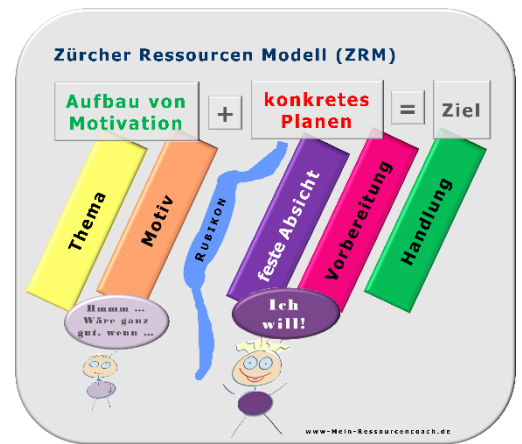 Zürcher Ressourcen Modell (ZRM)
Aufbau von
Motivation
+
konkretes
Planen
=
Ziel
Thema
Motiv
RUBIKON
feste Absicht
Vorbereitung
Handlung
Hmmm ...
Wäre ganz
gut, wenn ...
Ich
will!
www-Mein-Ressourcencoach.de